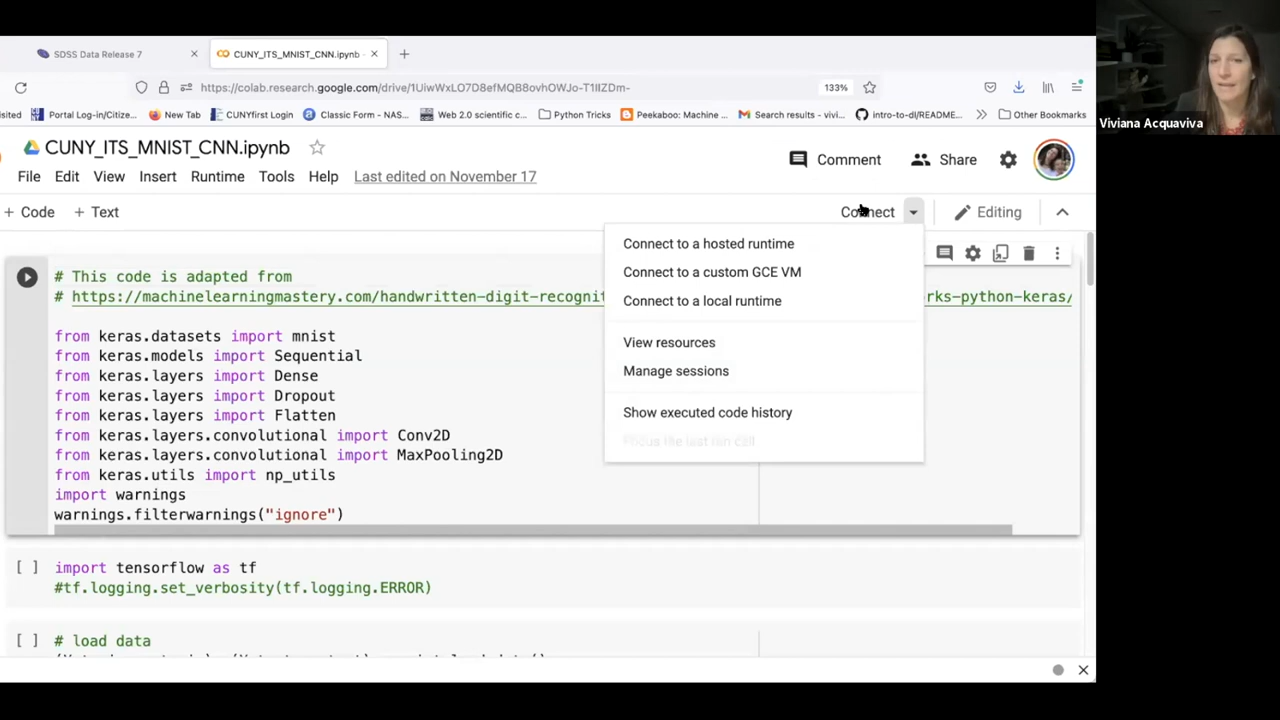 SDSS Data Release 7
CUNY_ITS_MNIST_CNN.ipynb
https://colab.research.google.com/drive/1UiwWxLO7D8efMQB8ovhOWJo-T1IIZDm-
133%
isited
Portal Log-in/Citize...
New Tab
CUNYfirst Login
Classic Form - NAS...
Web 2.0 scientific c...
Python Tricks
Peekaboo: Machine ...
Search results - vivi...
intro-to-dl/README...
Other Bookmarks
Viviana Acquaviva
CUNY_ITS_MNIST_CNN.ipynb
Comment
Share
File Edit View Insert Runtime Tools Help Last edited on November 17
+ Code + Text
Connect
Editing
Connect to a hosted runtime
Connect to a custom GCE VM
Connect to a local runtime
View resources
Manage sessions
Show executed code history
Focus the last run cell
# This code is adapted from
# https://machinelearningmastery.com/handwritten-digit-recognit
rks-python-keras/
from keras.datasets import mnist
from keras.models import Sequential
from keras.layers import Dense
from keras.layers import Dropout
from keras.layers import Flatten
from keras.layers.convolutional import Conv2D
from keras.layers.convolutional import MaxPooling2D
from keras.utils import np_utils
import warnings
warnings.filterwarnings("ignore")
[ ] import tensorflow as tf
#tf.logging.set_verbosity(tf.logging.ERROR)
[ ] # load data